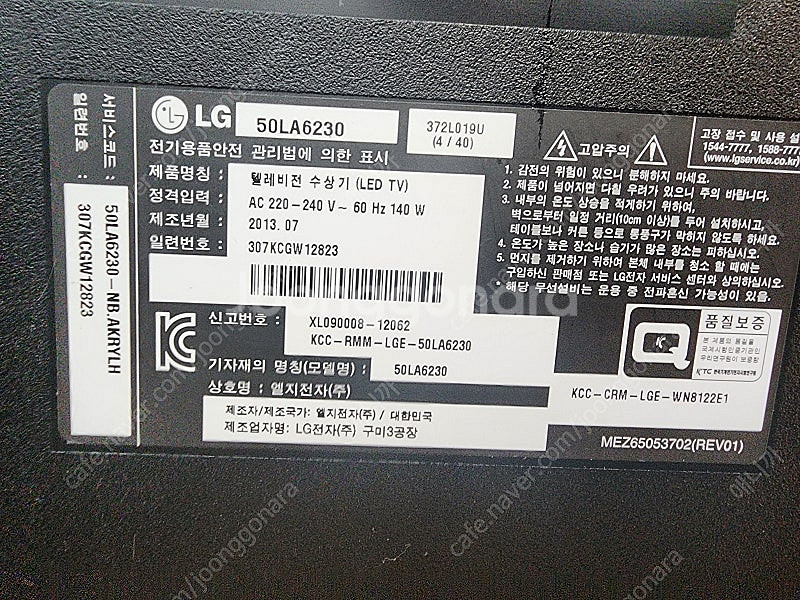 LG 50LA6230
372L019U
(4 / 40)
전기용품안전 관리법에 의한 표시
제품명칭 : 텔레비전 수상기 (LED TV)
정격입력 : AC 220-240 V~ 60 Hz 140 W
제조년월 : 2013. 07
일련번호 : 307KCGW12823
신고번호 : XL090008-12062
KCC-RMM-LGE-50LA6230
기자재의 명칭(모델명) : 50LA6230
상호명 : 엘지전자(주)
제조자/제조국가: 엘지전자(주) / 대한민국
제조업자명: LG전자(주) 구미3공장
서비스코드 : 50LA6230-NB.AKRYLH
일련번호 : 307KCGW12823
고압주의
1. 감전의 위험이 있으니 분해하지 마세요.
2. 제품이 넘어지면 다칠 우려가 있으니 주의 바랍니다.
3. 내부의 온도 상승을 적게하기 위하여,
벽으로부터 일정 거리(10cm 이상)를 두어 설치하시고,
테이블보나 커튼 등으로 통풍구가 막히지 않도록 하세요.
4. 온도가 높은 장소나 습기가 많은 장소는 피하십시오.
5. 먼지를 제거하기 위하여 본체 내부를 청소 할 때에는
구입하신 판매점 또는 LG전자 서비스 센터와 상의하십시오.
* 해당 무선설비는 운용 중 전파혼신 가능성이 있음.
고장 접수 및 사용 설
1544-7777, 1588-777
(www.lgservice.co.kr)
Q
품질보증
본 제품의 품질을
KTC
KCC-CRM-LGE-WN8122E1
MEZ65053702(REV01)
joonggonara
cafe.naver.com/joonggonara